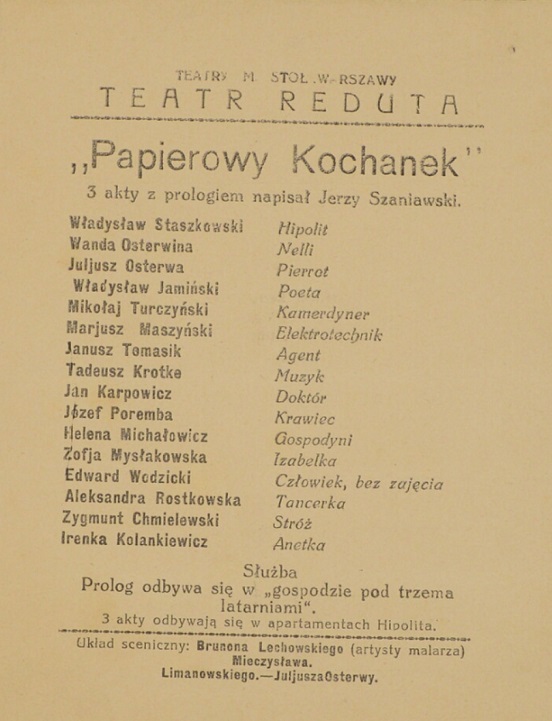 TEATRY M. STOŁ. WARSZAWY
TEATR REDUTA
„Papierowy Kochanek”
3 akty z prologiem napisał Jerzy Szaniawski.
Władysław Staszkowski Hipolit
Wanda Osterwina Nelli
Juljusz Osterwa Pierrot
Władysław Jamiński Poeta
Mikołaj Turczyński Kamerdyner
Marjusz Maszyński Elektrotechnik
Janusz Tomasik Agent
Tadeusz Krotke Muzyk
Jan Karpowicz Doktór
Józef Poremba Krawiec
Helena Michałowicz Gospodyni
Zofja Mysłakowska Izabelka
Edward Wodzicki Człowiek, bez zajęcia
Aleksandra Rostkowska Tancerka
Zygmunt Chmielewski Stróż
Irenka Kolankiewicz Anetka
Służba
Prolog odbywa się w „gospodzie pod trzema
latarniami“.
3 akty odbywają się w apartamentach Hipolita.
Układ sceniczny: Brunona Lechowskiego (artysty malarza)
Mieczysława.
Limanowskiego.—JuljuszaOsterwy.